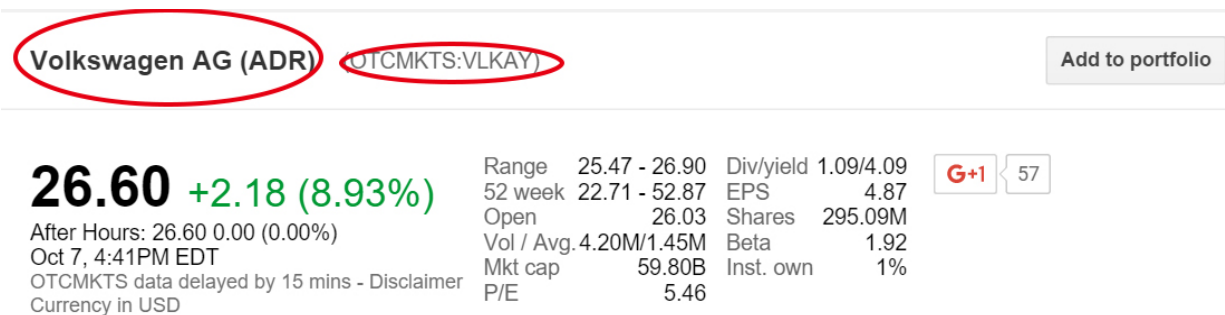 Volkswagen AG (ADR) (OTCMKTS:VLKAY)
Add to portfolio
26.60 +2.18 (8.93%)
After Hours: 26.60 0.00 (0.00%)
Oct 7, 4:41PM EDT
OTCMKTS data delayed by 15 mins - Disclaimer
Currency in USD
Range 25.47 - 26.90
52 week 22.71 - 52.87
Open 26.03
Vol / Avg. 4.20M/1.45M
Mkt cap 59.80B
P/E 5.46
Div/yield 1.09/4.09
EPS 4.87
Shares 295.09M
Beta 1.92
Inst. own 1%
G+1 57